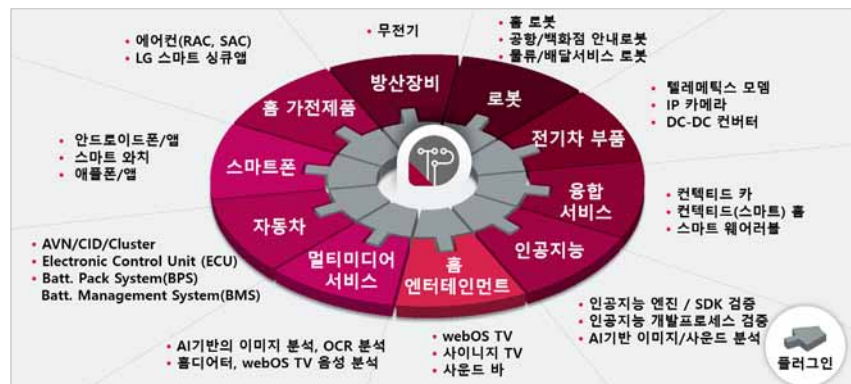 • 에어컨(RAC, SAC)
• LG 스마트 싱큐앱
• 무전기
• 홈 로봇
• 공항/백화점 안내로봇
• 물류/배달서비스 로봇
• 텔레메틱스 모뎀
• IP 카메라
• DC-DC 컨버터
• 안드로이드폰/앱
• 스마트 와치
• 애플폰/앱
• 컨텍티드 카
• 컨텍티드(스마트) 홈
• 스마트 웨어러블
방산장비
로봇
홈 가전제품
전기차 부품
스마트폰
융합
서비스
자동차
인공지능
멀티미디어
서비스
홈
엔터테인먼트
• AVN/CID/Cluster
• Electronic Control Unit (ECU)
• Batt. Pack System(BPS)
Batt. Management System(BMS)
• AI기반의 이미지 분석, OCR 분석
• 홈디어터, webOS TV 음성 분석
• webOS TV
• 사이니지 TV
• 사운드 바
• 인공지능 엔진 / SDK 검증
• 인공지능 개발프로세스 검증
• AI기반 이미지/사운드 분석
플러그인